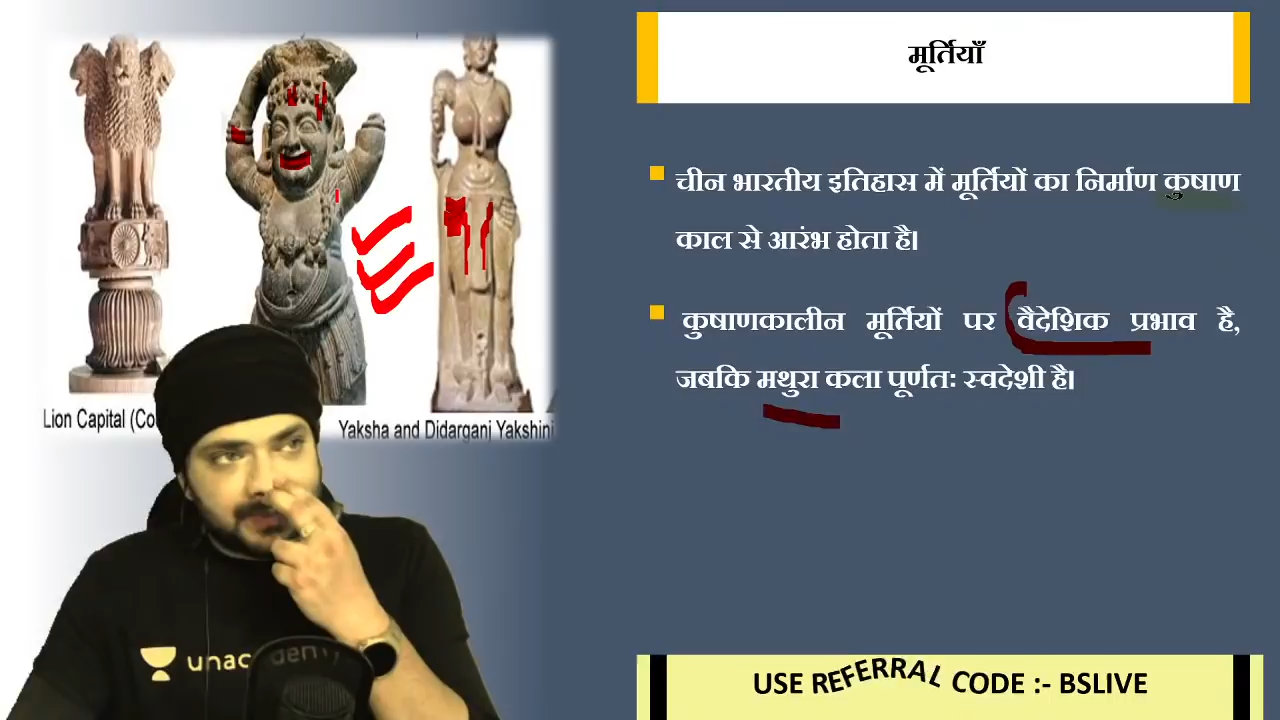 मूर्तियाँ
चीन भारतीय इतिहास में मूर्तियों का निर्माण कुषाण
काल से आरंभ होता है।
कुषाणकालीन मूर्तियों पर वैदेशिक प्रभाव है,
जबकि मथुरा कला पूर्णतः स्वदेशी है।
Lion Capital
Yaksha and Didarganj Yakshini
unacademy
USE REFERRAL CODE :- BSLIVE